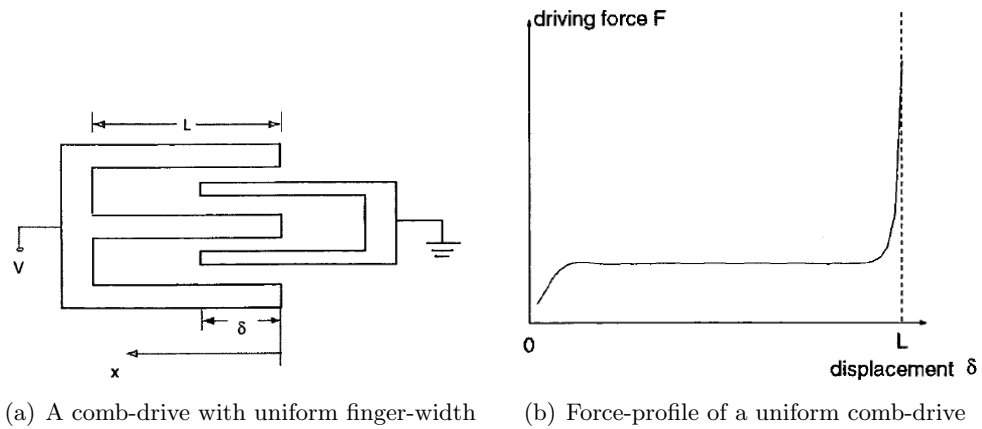 driving force F
L
V
δ
x
0
L
displacement δ
(a) A comb-drive with uniform finger-width
(b) Force-profile of a uniform comb-drive